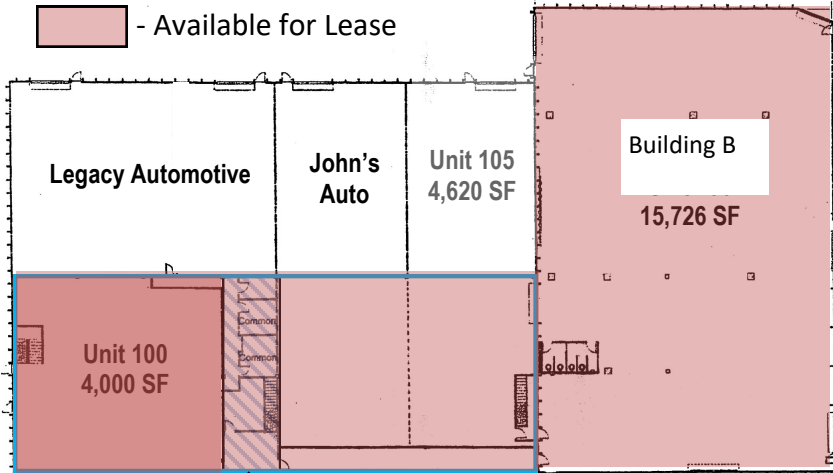 - Available for Lease
Legacy Automotive
John's
Auto
Unit 105
4,620 SF
Building B
15,726 SF
Common
Common
Unit 100
4,000 SF